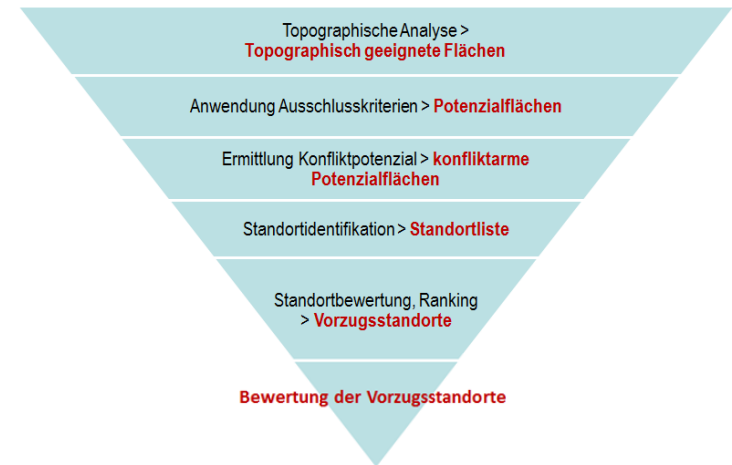 Topographische Analyse >
Topographisch geeignete Flächen
Anwendung Ausschlusskriterien > Potenzialflächen
Ermittlung Konfliktpotenzial > konfliktarme
Potenzialflächen
Standortidentifikation > Standortliste
Standortbewertung, Ranking
> Vorzugsstandorte
Bewertung der Vorzugsstandorte